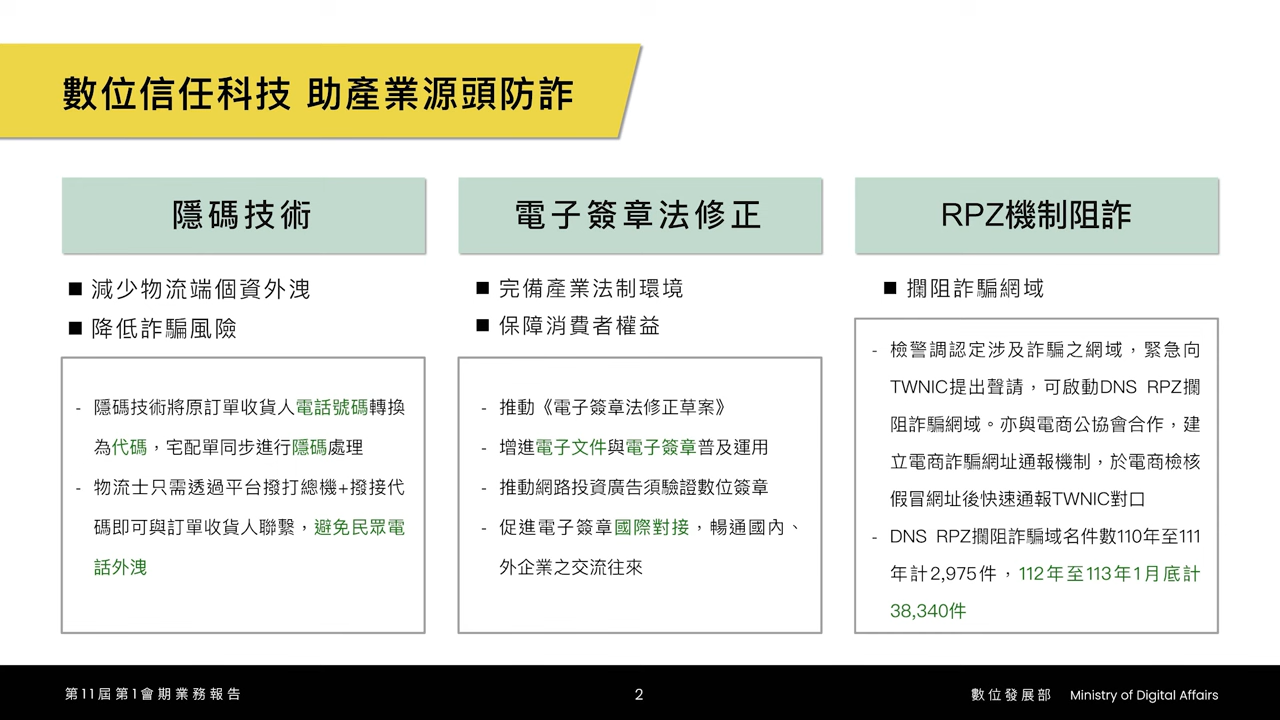 數位信任科技 助產業源頭防詐
隱碼技術
■ 減少物流端個資外洩
■ 降低詐騙風險
- 隱碼技術將原訂單收貨人電話號碼轉換
為代碼，宅配單同步進行隱碼處理
- 物流士只需透過平台撥打總機+撥接代
碼即可與訂單收貨人聯繫，避免民眾電
話外洩
電子簽章法修正
■ 完備產業法制環境
■ 保障消費者權益
- 推動《電子簽章法修正草案》
- 增進電子文件與電子簽章普及運用
- 推動網路投資廣告須驗證數位簽章
- 促進電子簽章國際對接，暢通國內、
外企業之交流往來
RPZ機制阻詐
■ 攔阻詐騙網域
- 檢警調認定涉及詐騙之網域，緊急向
TWNIC提出聲請，可啟動DNS RPZ攔
阻詐騙網域。亦與電商公協會合作，建
立電商詐騙網址通報機制，於電商檢核
假冒網址後快速通報TWNIC對口
- DNS RPZ攔阻詐騙域名件數110年至111
年計2,975件，112年至113年1月底計
38,340件
第11屆第1會期業務報告
2
數位發展部 Ministry of Digital Affairs